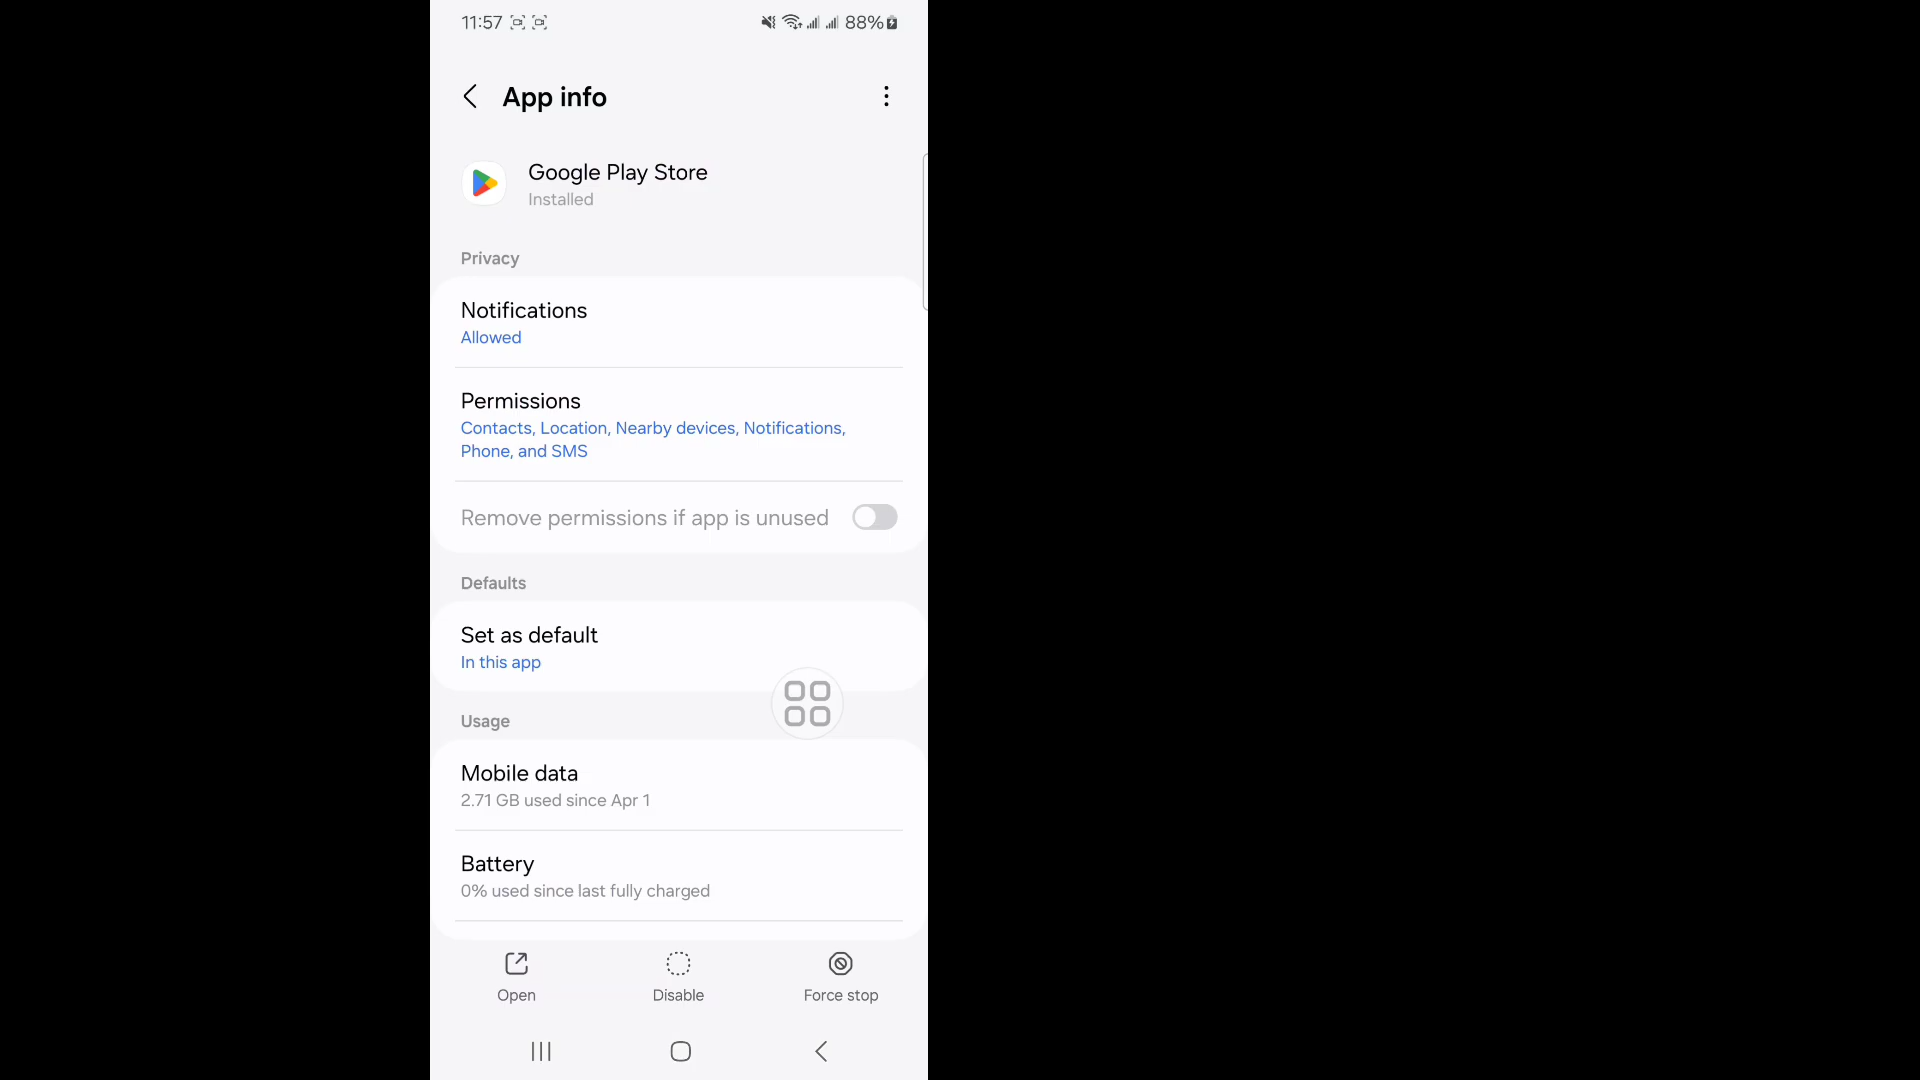 11:57 88%
App info
Google Play Store
Installed
Privacy
Notifications
Allowed
Permissions
Contacts, Location, Nearby devices, Notifications,
Phone, and SMS
Remove permissions if app is unused
Defaults
Set as default
In this app
Usage
Mobile data
2.71 GB used since Apr 1
Battery
0% used since last fully charged
Open Disable Force stop